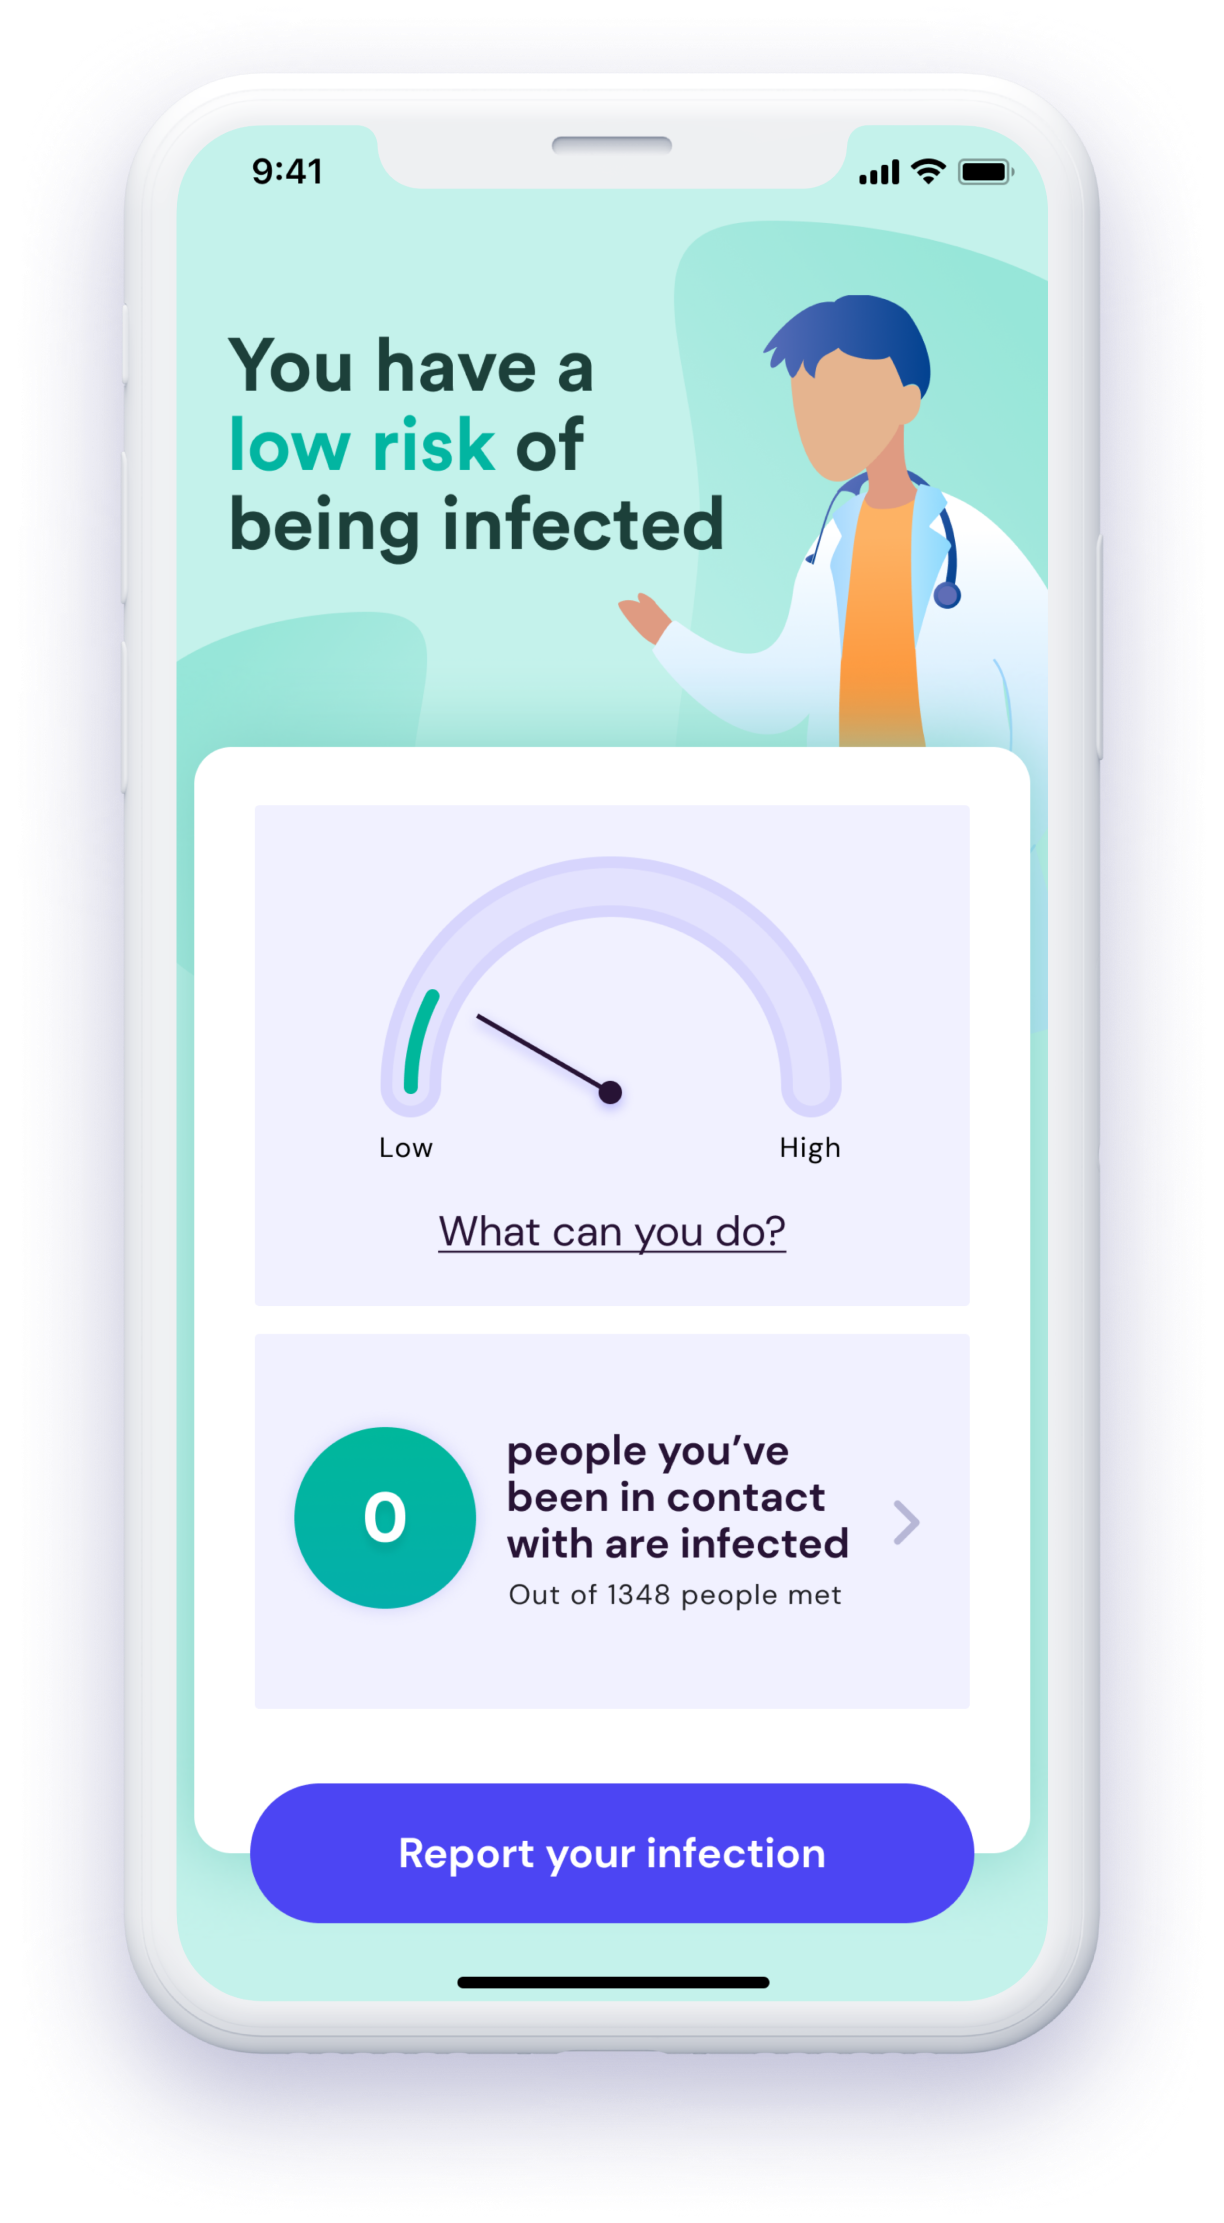 9:41
You have a
low risk of
being infected
Low
High
What can you do?
0
people you’ve
been in contact
with are infected
Out of 1348 people met
Report your infection